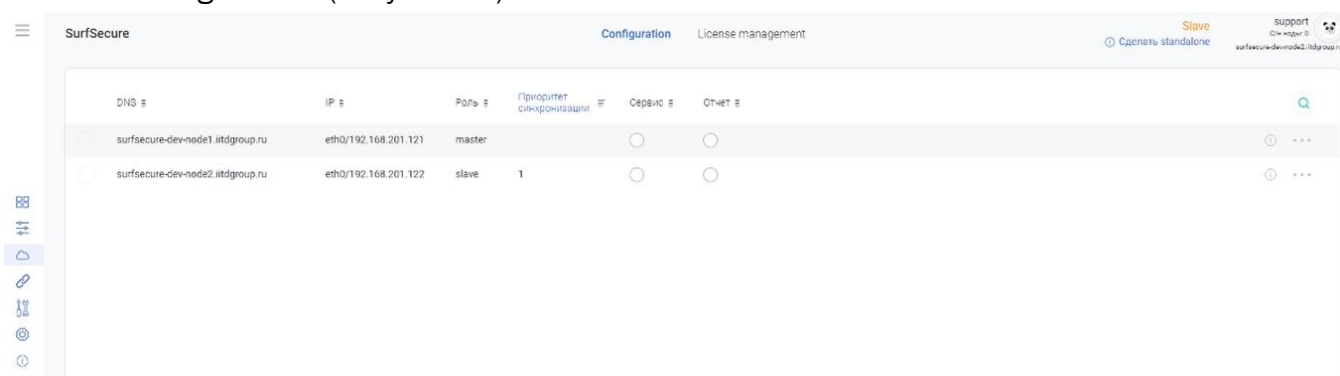 SurfSecure
Configuration
License management
Slave
Сделать standalone
support
surfsecure-dev-node2.iitdgroup.ru
DNS
IP
Роль
Приоритет
синхронизации
Сервис
Отчет
surfsecure-dev-node1.iitdgroup.ru eth0/192.168.201.121 master
surfsecure-dev-node2.iitdgroup.ru eth0/192.168.201.122 slave 1